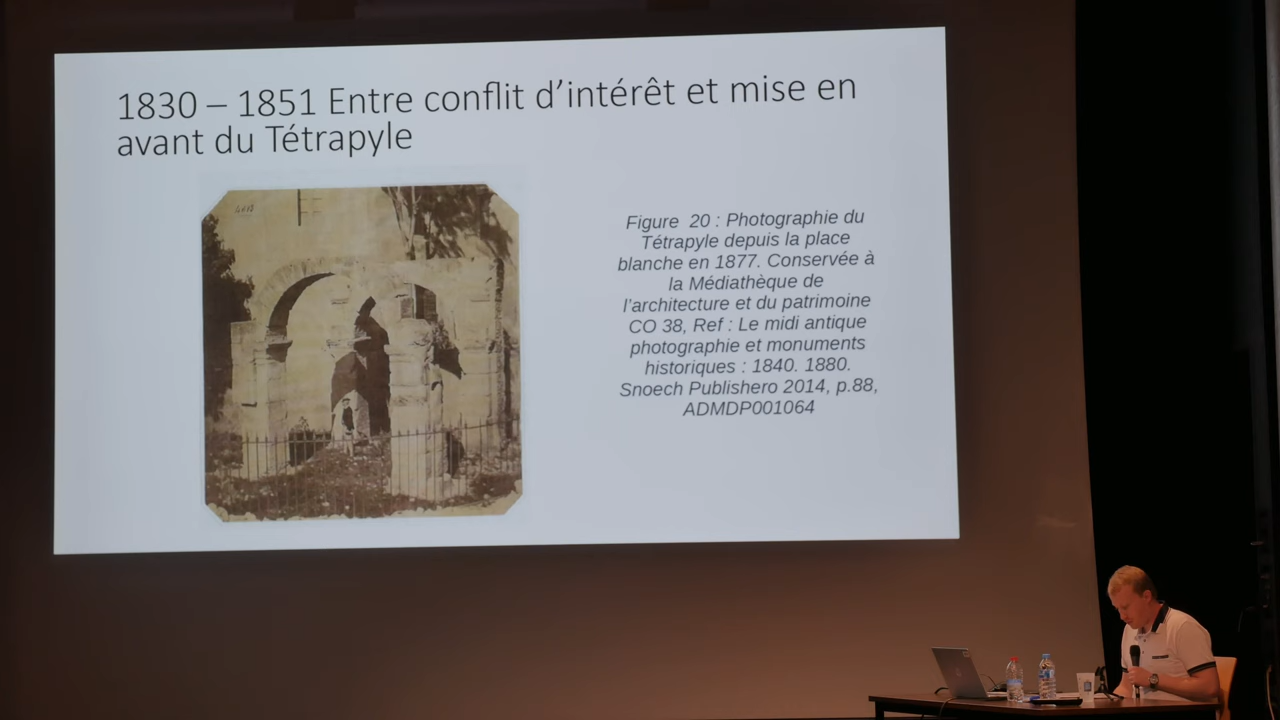 1830 – 1851 Entre conflit d’intérêt et mise en
avant du Tétrapyle
Figure 20 : Photographie du
Tétrapyle depuis la place
blanche en 1877. Conservée à
la Médiathèque de
l’architecture et du patrimoine
CO 38, Ref : Le midi antique
photographie et monuments
historiques : 1840. 1880.
Snoech Publishero 2014, p.88,
ADMDP001064